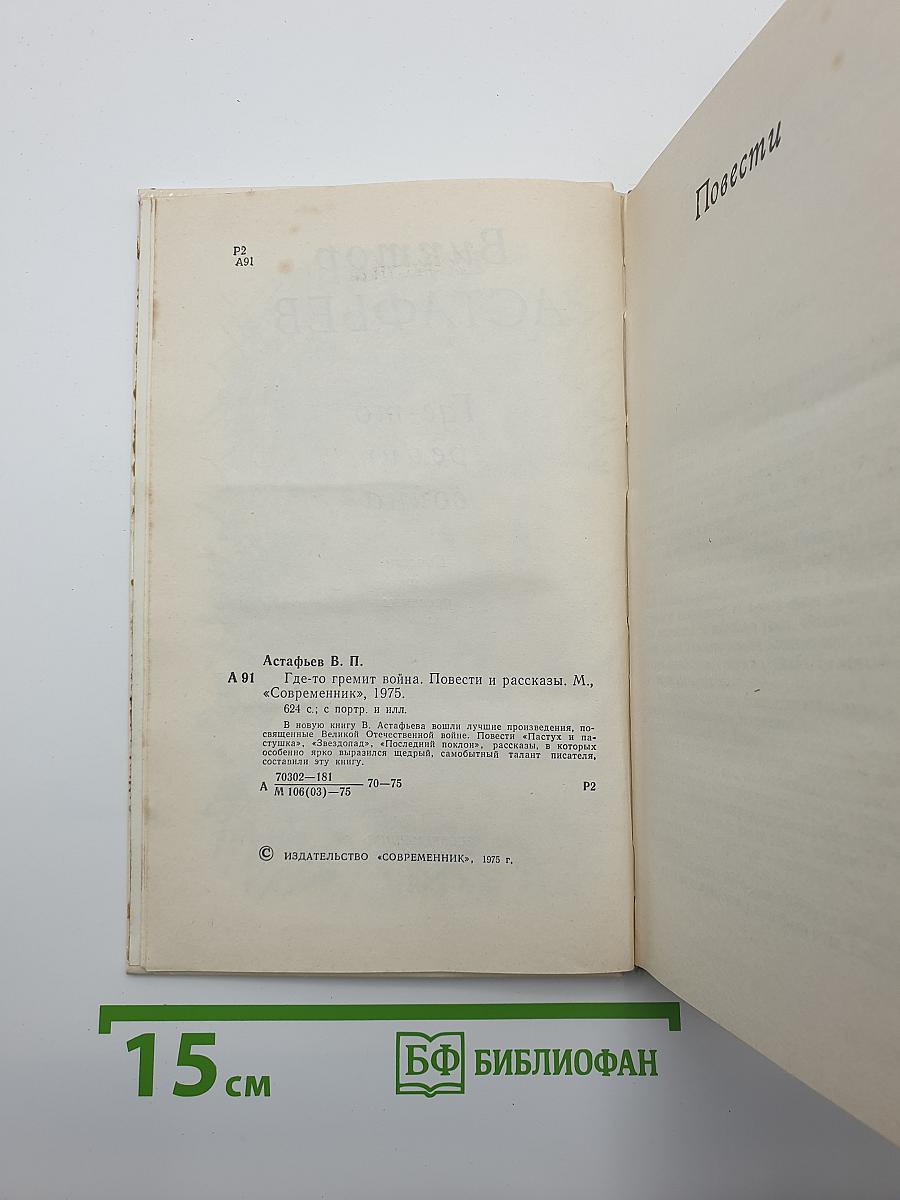 Р2
А91
Астафьев В. П.
А 91 Где-то гремит война. Повести и рассказы. М.,
«Современник», 1975.
624 с.; с портр. и илл.
В новую книгу В. Астафьева вошли лучшие произведения, по-
священные Великой Отечественной войне. Повести «Пастух и па-
стушка», «Звездопад», «Последний поклон», рассказы, в которых
особенно ярко выразился щедрый, самобытный талант писателя,
составили эту книгу.
А 70302—181
М 106(03)—75 70—75 Р2
© ИЗДАТЕЛЬСТВО «СОВРЕМЕННИК», 1975 г.
Повести
15 см
БФ БИБЛИОФАН